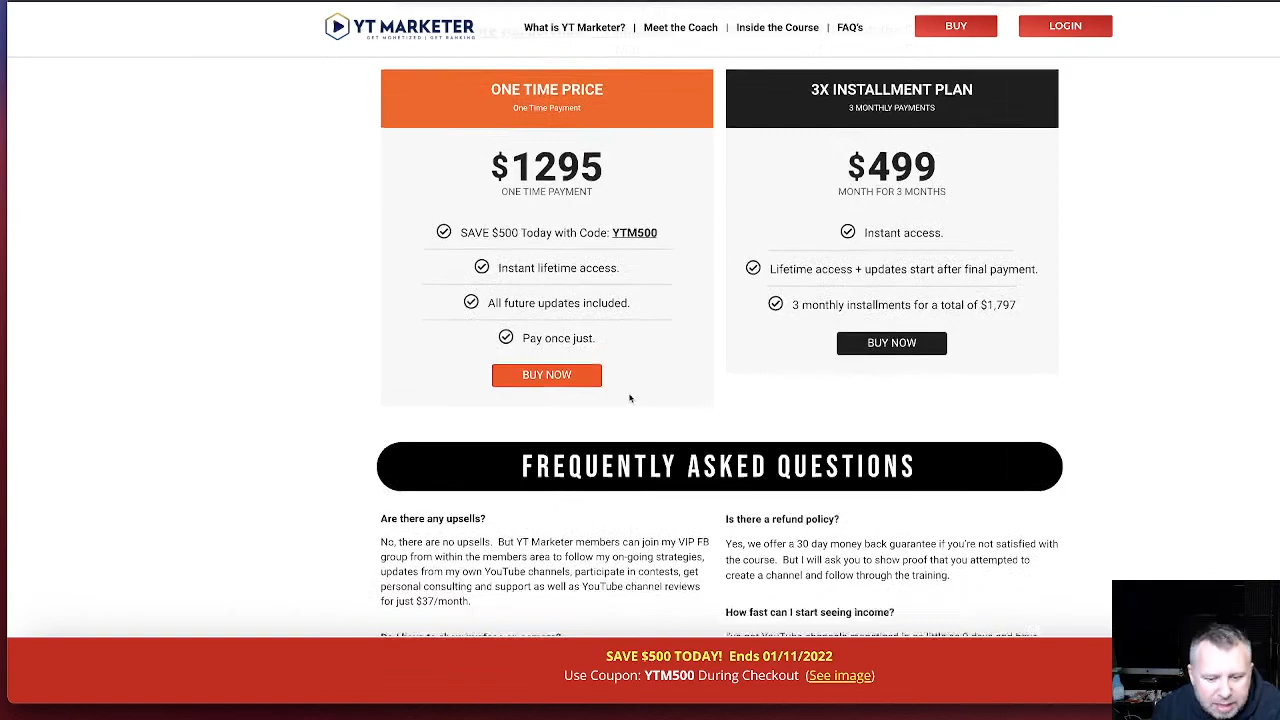 YT MARKETER
GET MONETIZED | GET RANKING
What is YT Marketer? | Meet the Coach | Inside the Course | FAQ's
BUY
LOGIN
ONE TIME PRICE
One Time Payment
$1295
ONE TIME PAYMENT
SAVE $500 Today with Code: YTM500
Instant lifetime access.
All future updates included.
Pay once just.
BUY NOW
3X INSTALLMENT PLAN
3 MONTHLY PAYMENTS
$499
MONTH FOR 3 MONTHS
Instant access.
Lifetime access + updates start after final payment.
3 monthly installments for a total of $1,797
BUY NOW
FREQUENTLY ASKED QUESTIONS
Are there any upsells?
No, there are no upsells. But YT Marketer members can join my VIP FB
group from within the members area to follow my on-going strategies,
updates from my own YouTube channels, participate in contests, get
personal consulting and support as well as YouTube channel reviews
for just $37/month.
Is there a refund policy?
Yes, we offer a 30 day money back guarantee if you're not satisfied with
the course. But I will ask you to show proof that you attempted to
create a channel and follow through the training.
How fast can I start seeing income?
SAVE $500 TODAY! Ends 01/11/2022
Use Coupon: YTM500 During Checkout (See image)